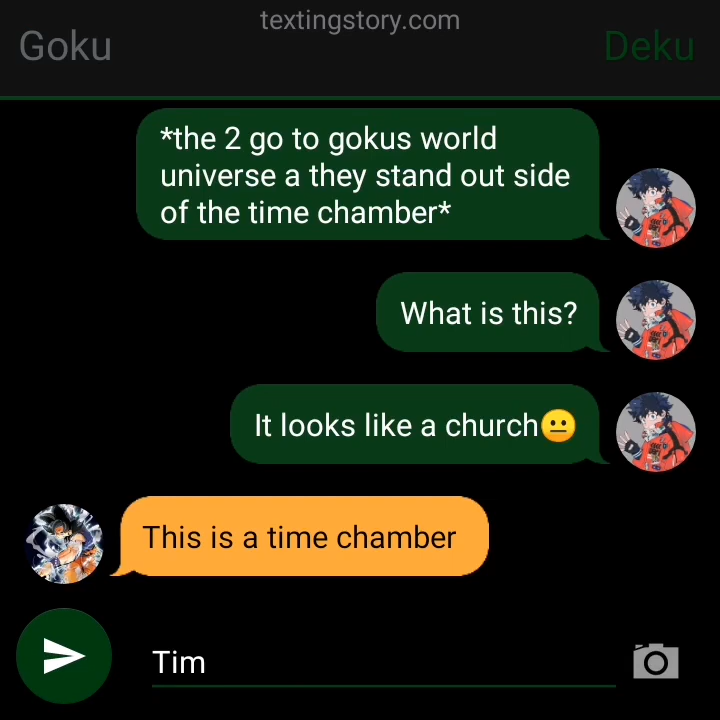 textingstory.com
Goku
Deku
*the 2 go to gokus world
universe a they stand out side
of the time chamber*
What is this?
It looks like a church😐
This is a time chamber
Tim